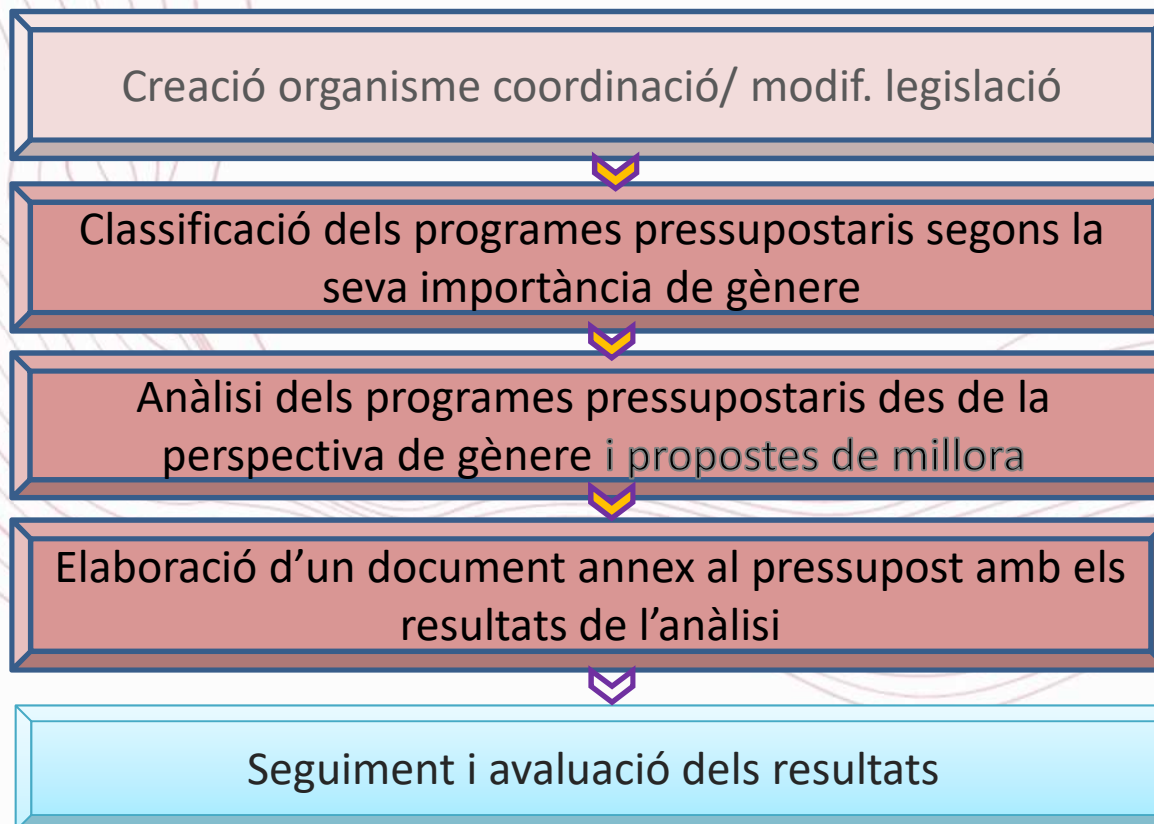 Creació organisme coordinació/ modif. legislació
Classificació dels programes pressupostaris segons la
seva importància de gènere
Anàlisi dels programes pressupostaris des de la
perspectiva de gènere i propostes de millora
Elaboració d’un document annex al pressupost amb els
resultats de l’anàlisi
Seguiment i avaluació dels resultats